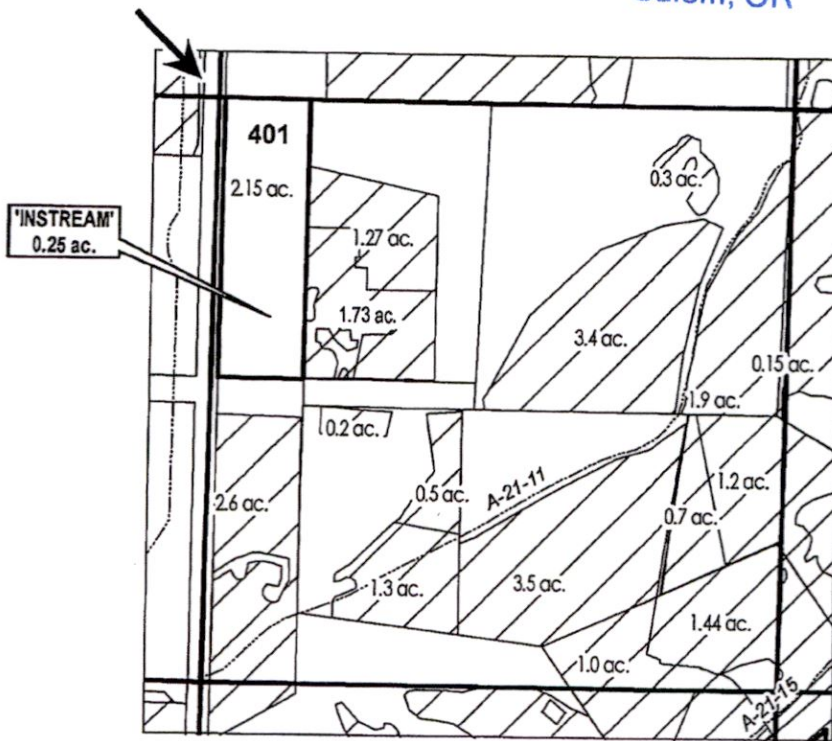 Salem, OR
401
2.15 ac.
'INSTREAM'
0.25 ac.
1.27 ac.
1.73 ac.
0.3 ac.
3.4 ac.
0.15 ac.
1.9 ac.
0.2 ac.
2.6 ac.
0.5 ac.
A-21-11
1.2 ac.
0.7 ac.
1.3 ac.
3.5 ac.
1.44 ac.
1.0 ac.
A-21-15